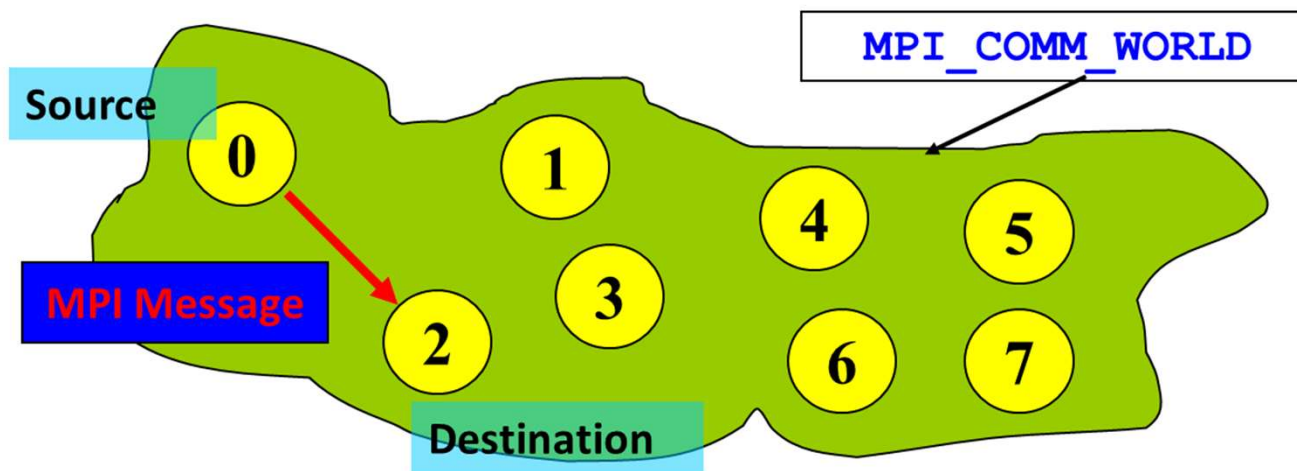 MPI_COMM_WORLD
Source
0
1
4
5
MPI Message
3
2
6
7
Destination